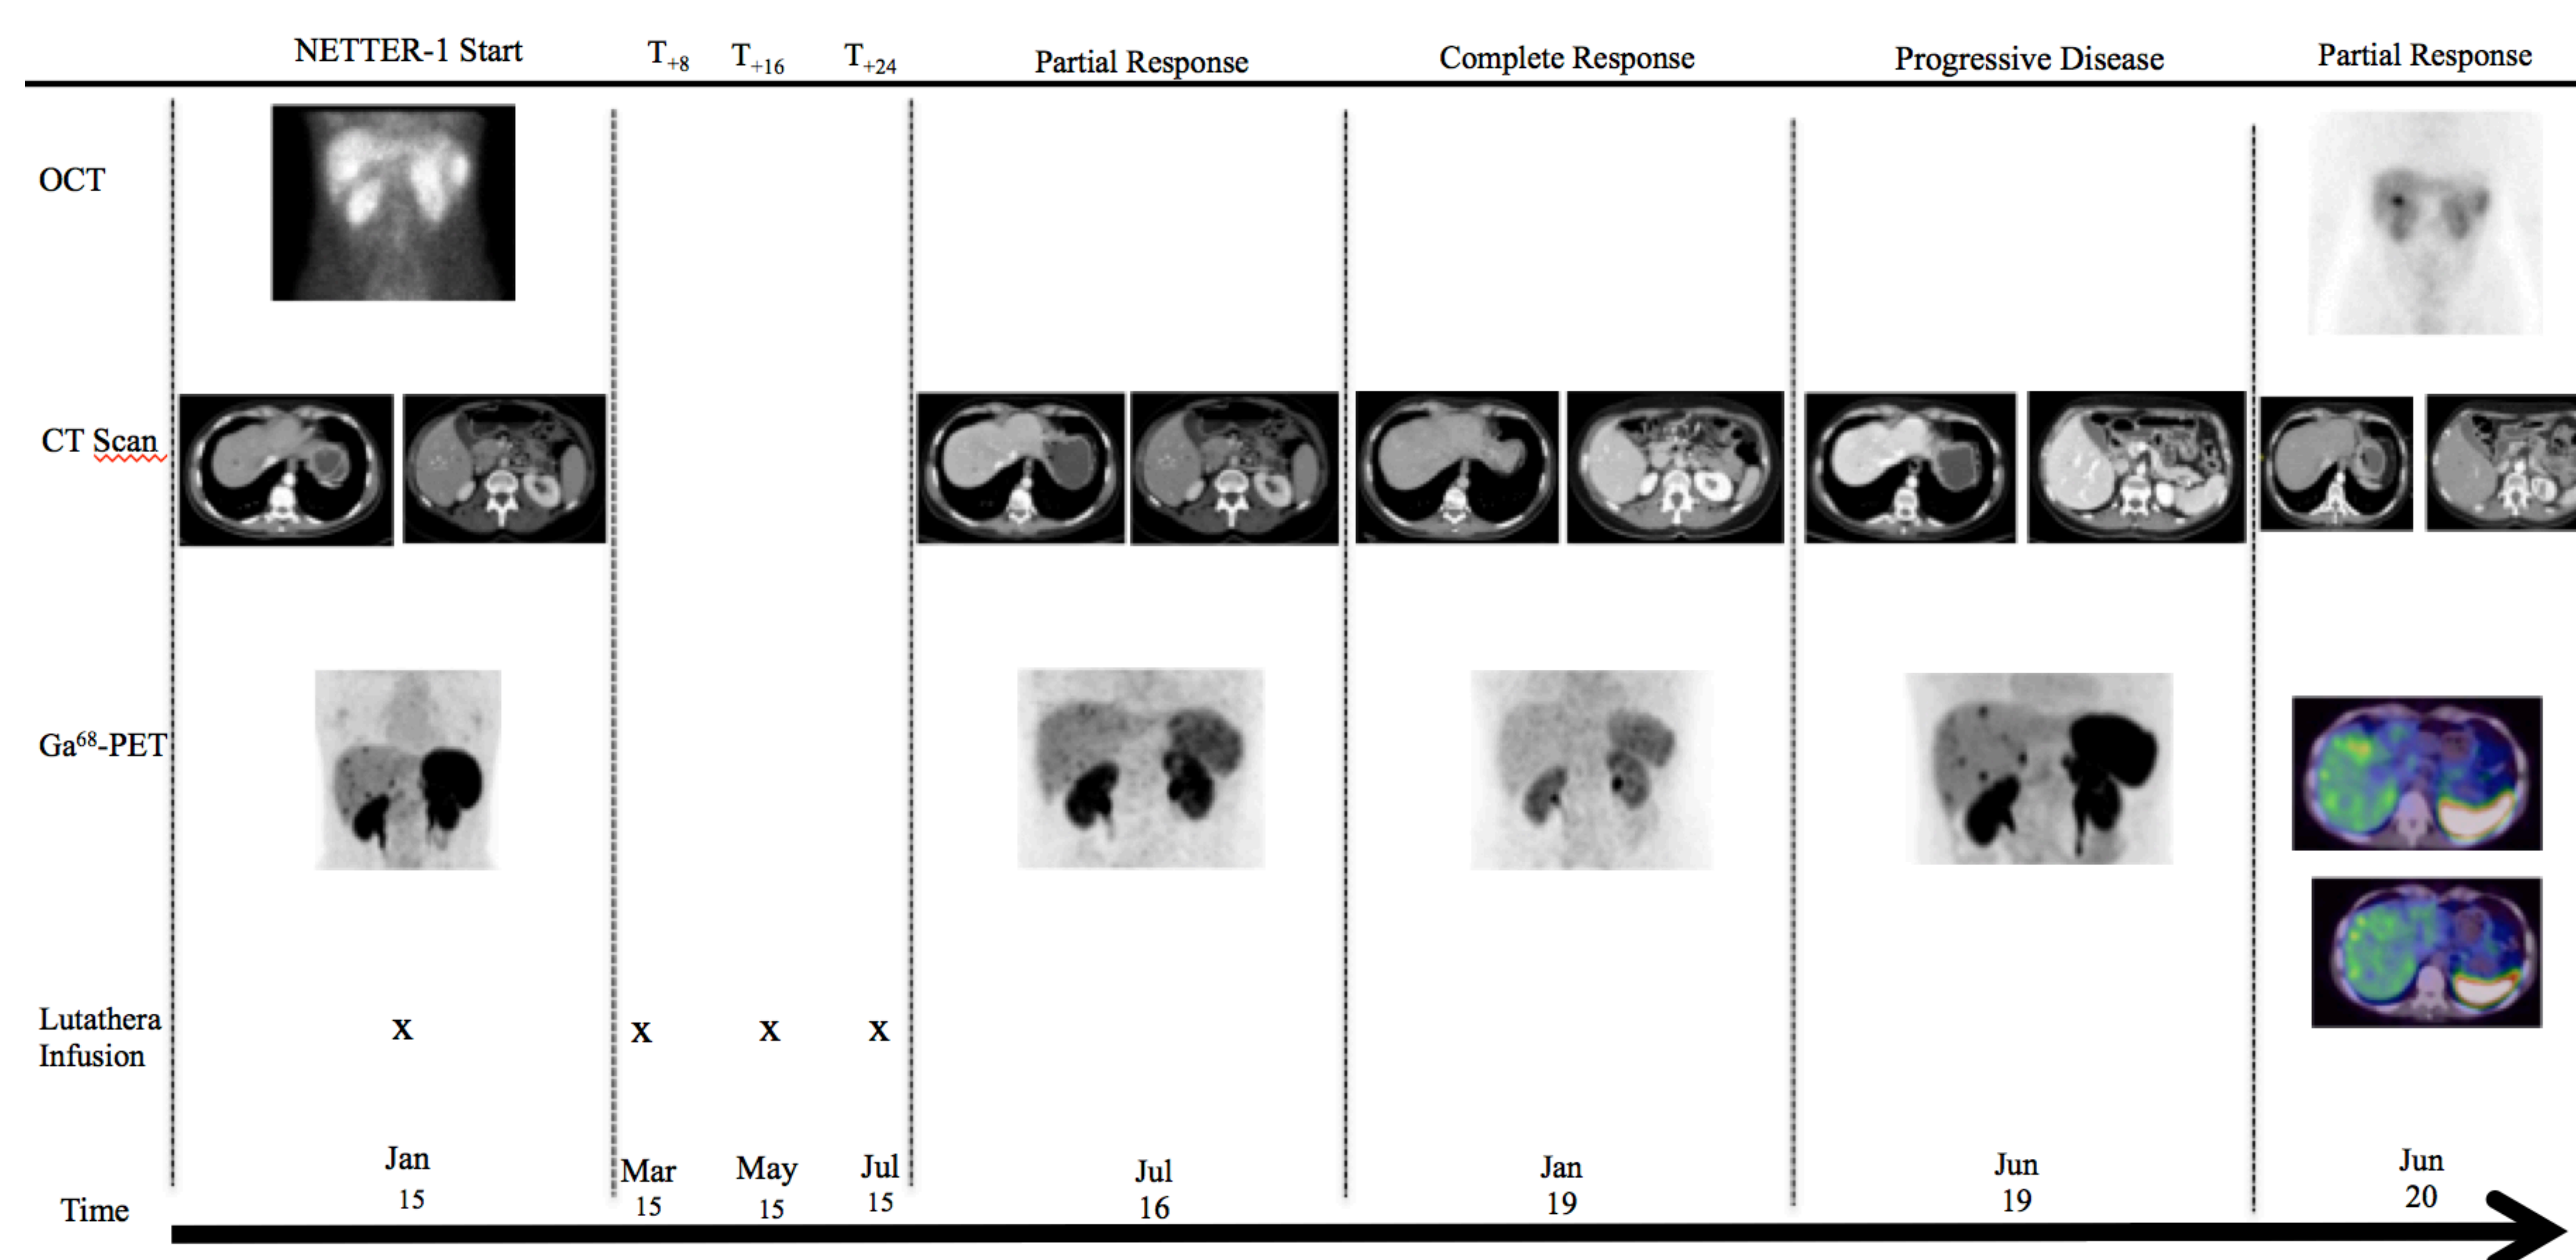 NETTER-1 Start T+8 T+16 T+24 Partial Response Complete Response Progressive Disease Partial Response
OCT
CT Scan
Ga68-PET
Lutathera
Infusion
x x x x
Jan Mar May Jul Jul Jan Jun Jun
15 15 15 15 16 19 19 20
Time